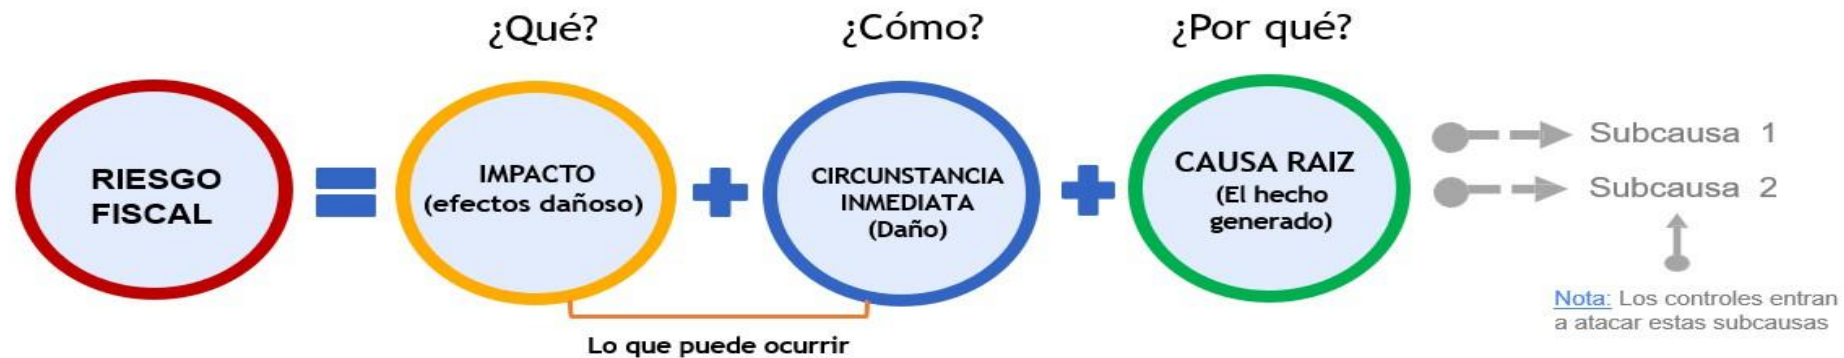 ¿Qué?
¿Cómo?
¿Por qué?
RIESGO
FISCAL
IMPACTO
(efectos dañoso)
CIRCUNSTANCIA
INMEDIATA
(Daño)
CAUSA RAIZ
(El hecho
generado)
Subcausa 1
Subcausa 2
Nota: Los controles entran
a atacar estas subcausas
Lo que puede ocurrir